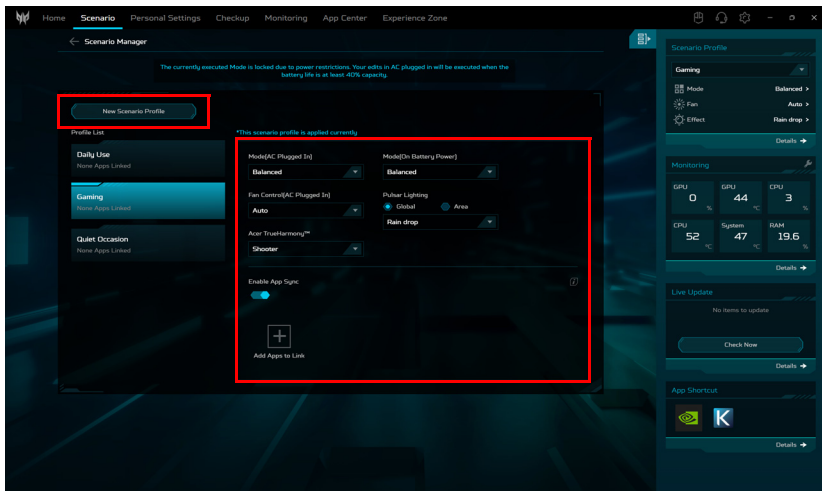 Home Scenario Personal Settings Checkup Monitoring App Center Experience Zone
Scenario Manager
The currently executed Mode is locked due to power restrictions. Your edits in AC plugged in will be executed when the
battery life is at least 40% capacity.
New Scenario Profile
Profile List
Daily Use
None Apps Linked
Gaming
None Apps Linked
Quiet Occasion
None Apps Linked
*This scenario profile is applied currently
Mode(AC Plugged In)
Balanced
Mode(On Battery Power)
Balanced
Fan Control(AC Plugged In)
Auto
Pulsar Lighting
Global Area
Rain drop
Acer TrueHarmony™
Shooter
Enable App Sync
Add Apps to Link
Scenario Profile
Gaming
Mode Balanced >
Fan Auto >
Effect Rain drop >
Details →
Monitoring
GPU
0 %
GPU
44 °C
CPU
3 %
CPU
52 °C
System
47 °C
RAM
19.6 %
Details →
Live Update
No items to update
Check Now
Details →
App Shortcut
K
Details →